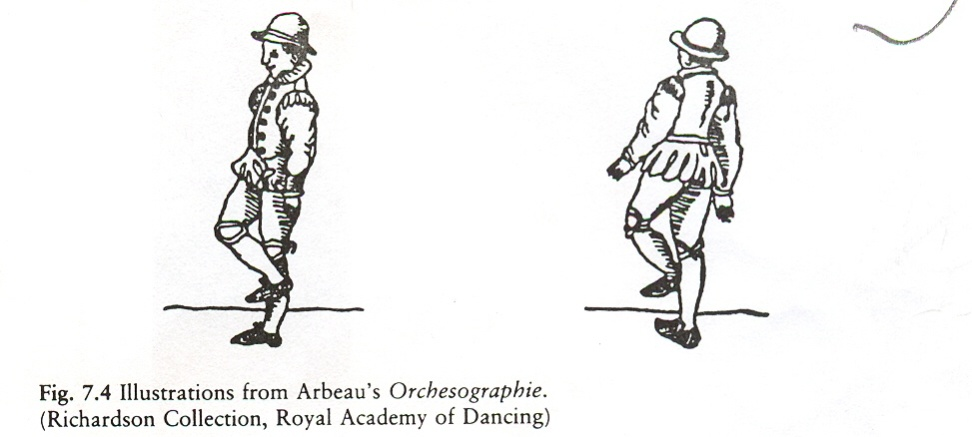 Fig. 7.4 Illustrations from Arbeau's Orchesographie.
(Richardson Collection, Royal Academy of Dancing)